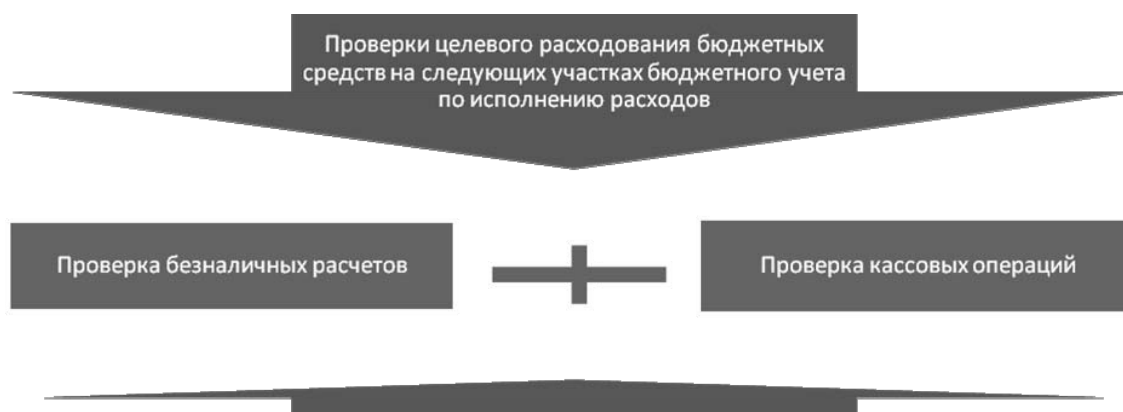 Проверки целевого расходования бюджетных
средств на следующих участках бюджетного учета
по исполнению расходов
Проверка безналичных расчетов
Проверка кассовых операций